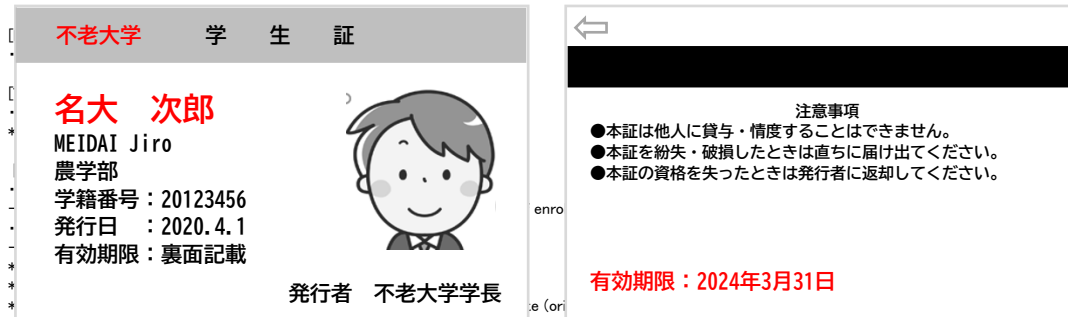 不老大学 学 生 証
名大 次郎
MEIDAI Jiro
農学部
学籍番号：20123456
発行日 ：2020.4.1
有効期限：裏面記載
発行者 不老大学学長
注意事項
●本証は他人に貸与・情度することはできません。
●本証を紛失・破損したときは直ちに届け出てください。
●本証の資格を失ったときは発行者に返却してください。
有効期限：2024年3月31日